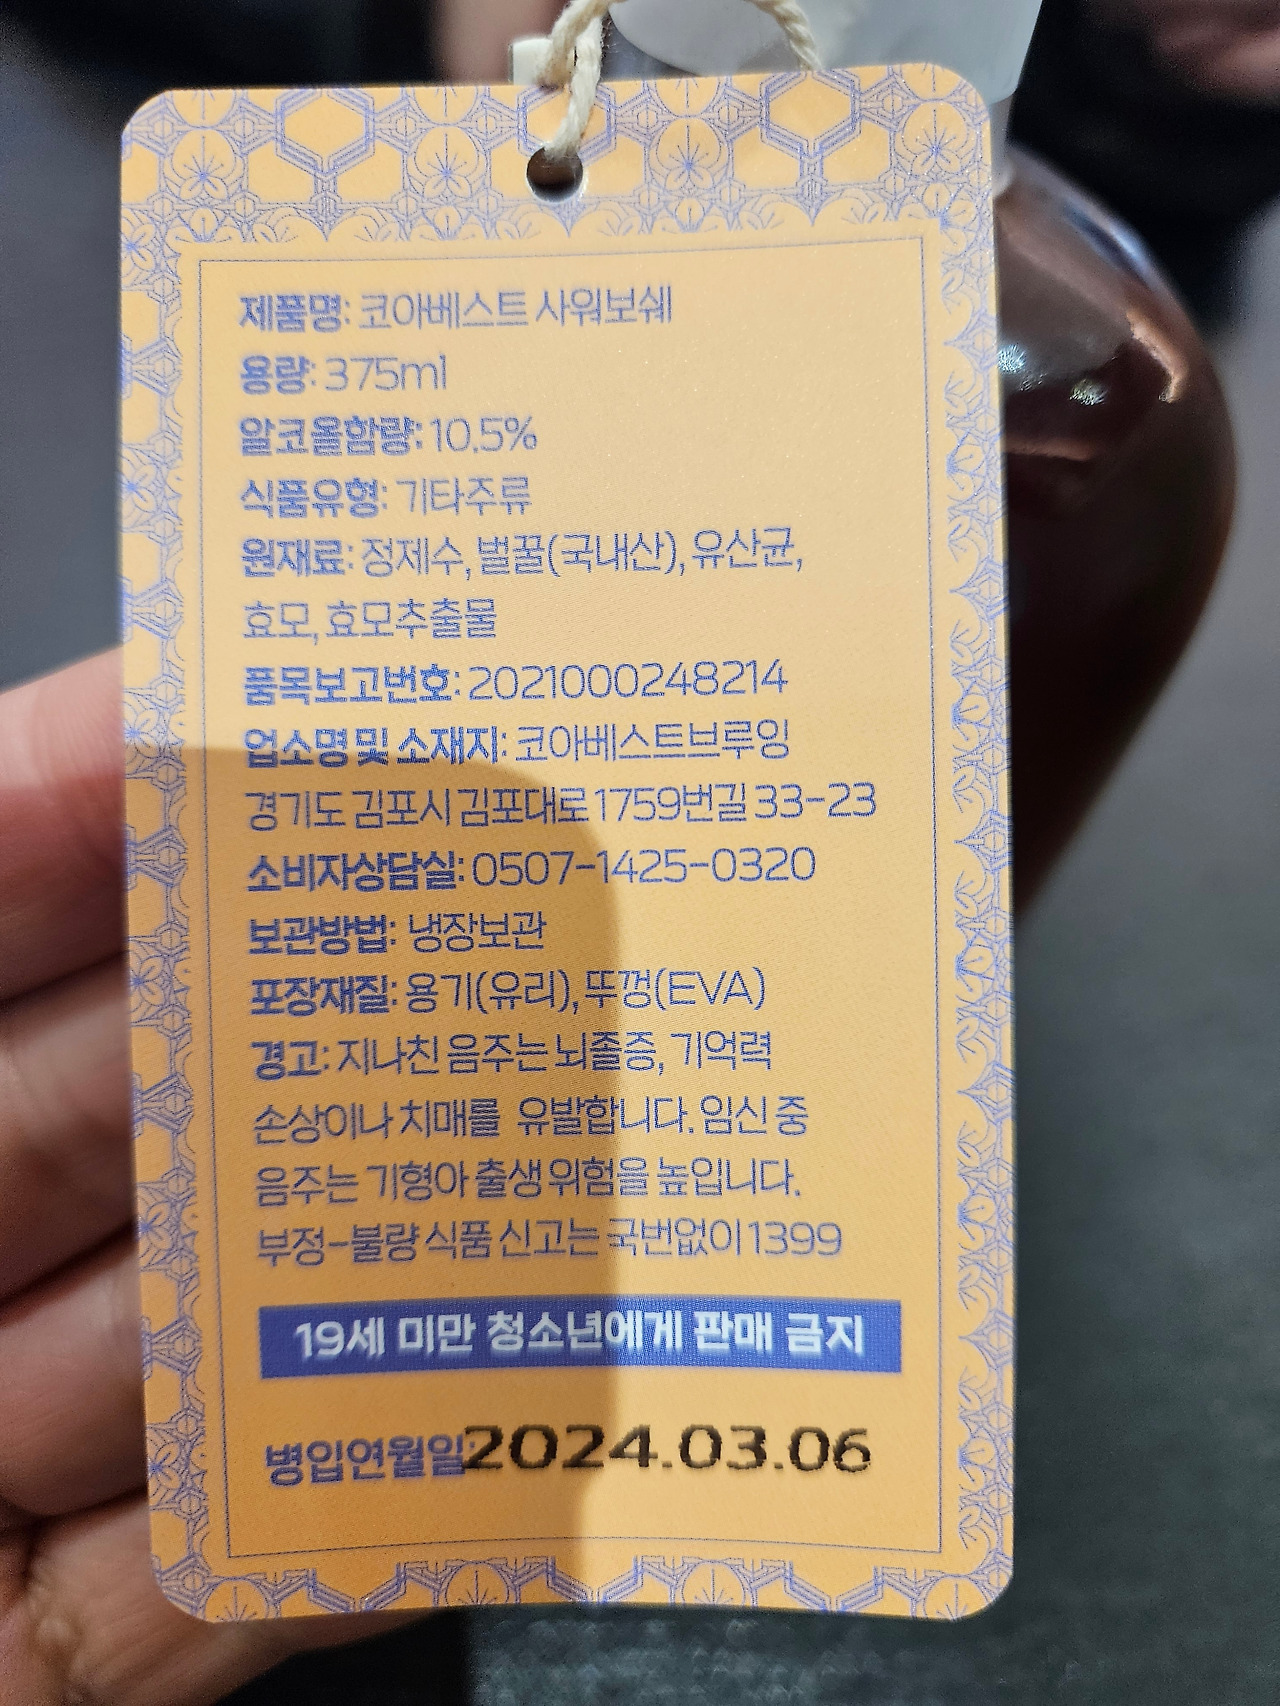 제품명: 코아베스트 사워보쉐
용량: 375ml
알코올함량: 10.5%
식품유형: 기타주류
원재료: 정제수, 벌꿀(국내산), 유산균,
효모, 효모추출물
품목보고번호: 2021000248214
업소명 및 소재지: 코아베스트브루잉
경기도 김포시 김포대로 1759번길 33-23
소비자상담실: 0507-1425-0320
보관방법: 냉장보관
포장재질: 용기(유리), 뚜껑(EVA)
경고: 지나친 음주는 뇌졸증, 기억력
손상이나 치매를 유발합니다. 임신 중
음주는 기형아 출생 위험을 높입니다.
부정-불량 식품 신고는 국번없이 1399
19세 미만 청소년에게 판매 금지
병입연월일: 2024.03.06